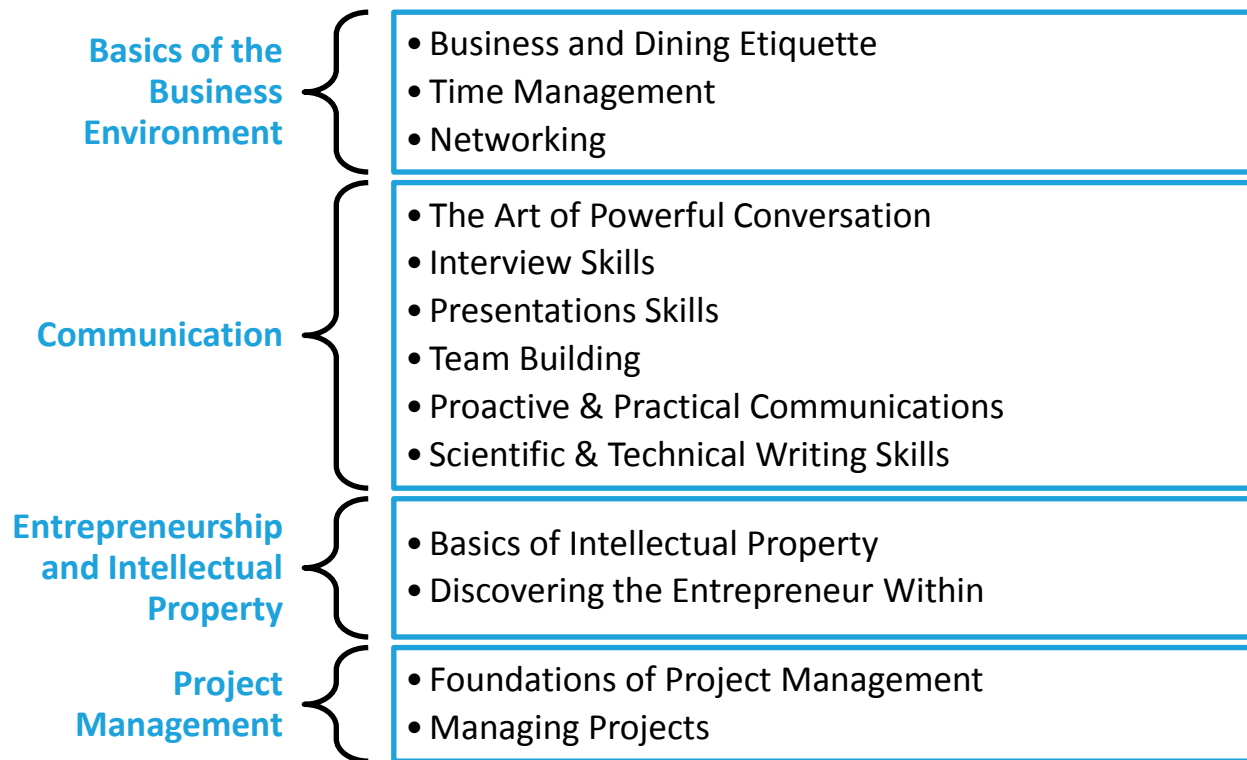 Basics of the
Business
Environment
• Business and Dining Etiquette
• Time Management
• Networking
Communication
• The Art of Powerful Conversation
• Interview Skills
• Presentations Skills
• Team Building
• Proactive & Practical Communications
• Scientific & Technical Writing Skills
Entrepreneurship
and Intellectual
Property
• Basics of Intellectual Property
• Discovering the Entrepreneur Within
Project
Management
• Foundations of Project Management
• Managing Projects